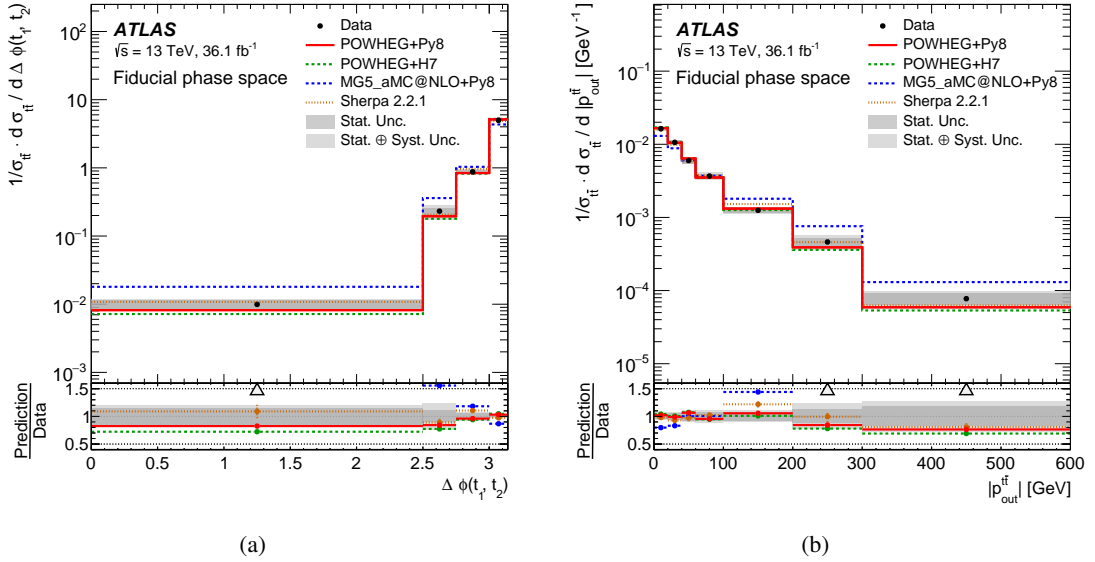 1/σ_tt̄ · d σ_tt̄ / d Δ ϕ(t₁, t₂)
10²
10
1
10⁻¹
10⁻²
10⁻³
ATLAS
√s = 13 TeV, 36.1 fb⁻¹
Fiducial phase space
Data
POWHEG+Py8
POWHEG+H7
MG5_aMC@NLO+Py8
Sherpa 2.2.1
Stat. Unc.
Stat. ⊕ Syst. Unc.
Prediction
Data
1.5
1
0.5
0 0.5 1 1.5 2 2.5 3
Δ ϕ(t₁, t₂)
(a)
1/σ_tt̄ · d σ_tt̄ / d |p_out^tt̄| [GeV⁻¹]
10⁻¹
10⁻²
10⁻³
10⁻⁴
10⁻⁵
ATLAS
√s = 13 TeV, 36.1 fb⁻¹
Fiducial phase space
Data
POWHEG+Py8
POWHEG+H7
MG5_aMC@NLO+Py8
Sherpa 2.2.1
Stat. Unc.
Stat. ⊕ Syst. Unc.
Prediction
Data
1.5
1
0.5
0 100 200 300 400 500 600
|p_out^tt̄| [GeV]
(b)